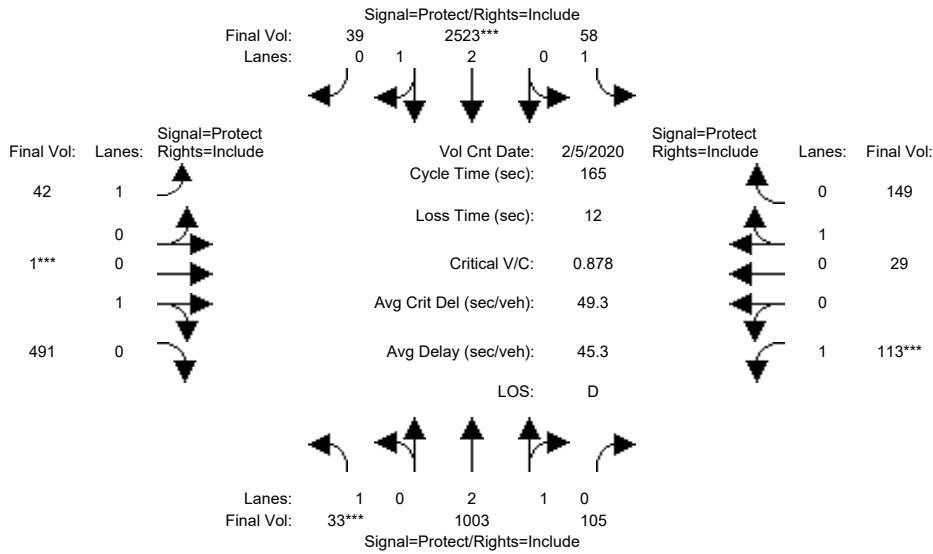 Signal=Protect/Rights=Include
Final Vol: 39 2523*** 58
Lanes: 0 1 2 0 1
Signal=Protect Signal=Protect
Final Vol: Lanes: Rights=Include Vol Cnt Date: 2/5/2020 Rights=Include Lanes: Final Vol:
Cycle Time (sec): 165
42 1 0 149
Loss Time (sec): 12
0 1
1*** 0 Critical V/C: 0.878 0 29
1 Avg Crit Del (sec/veh): 49.3 0
491 0 Avg Delay (sec/veh): 45.3 1 113***
LOS: D
Lanes: 1 0 2 1 0
Final Vol: 33*** 1003 105
Signal=Protect/Rights=Include